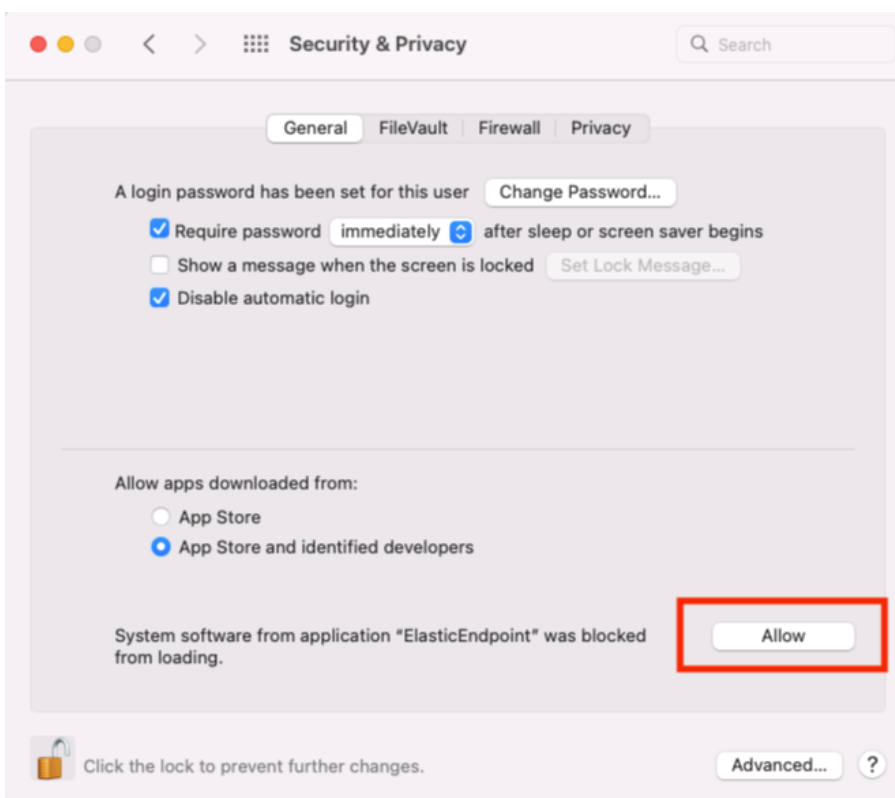 Security & Privacy
Search
General FileVault Firewall Privacy
A login password has been set for this user Change Password...
Require password immediately after sleep or screen saver begins
Show a message when the screen is locked Set Lock Message...
Disable automatic login
Allow apps downloaded from:
App Store
App Store and identified developers
System software from application “ElasticEndpoint” was blocked
from loading.
Allow
Click the lock to prevent further changes.
Advanced... ?